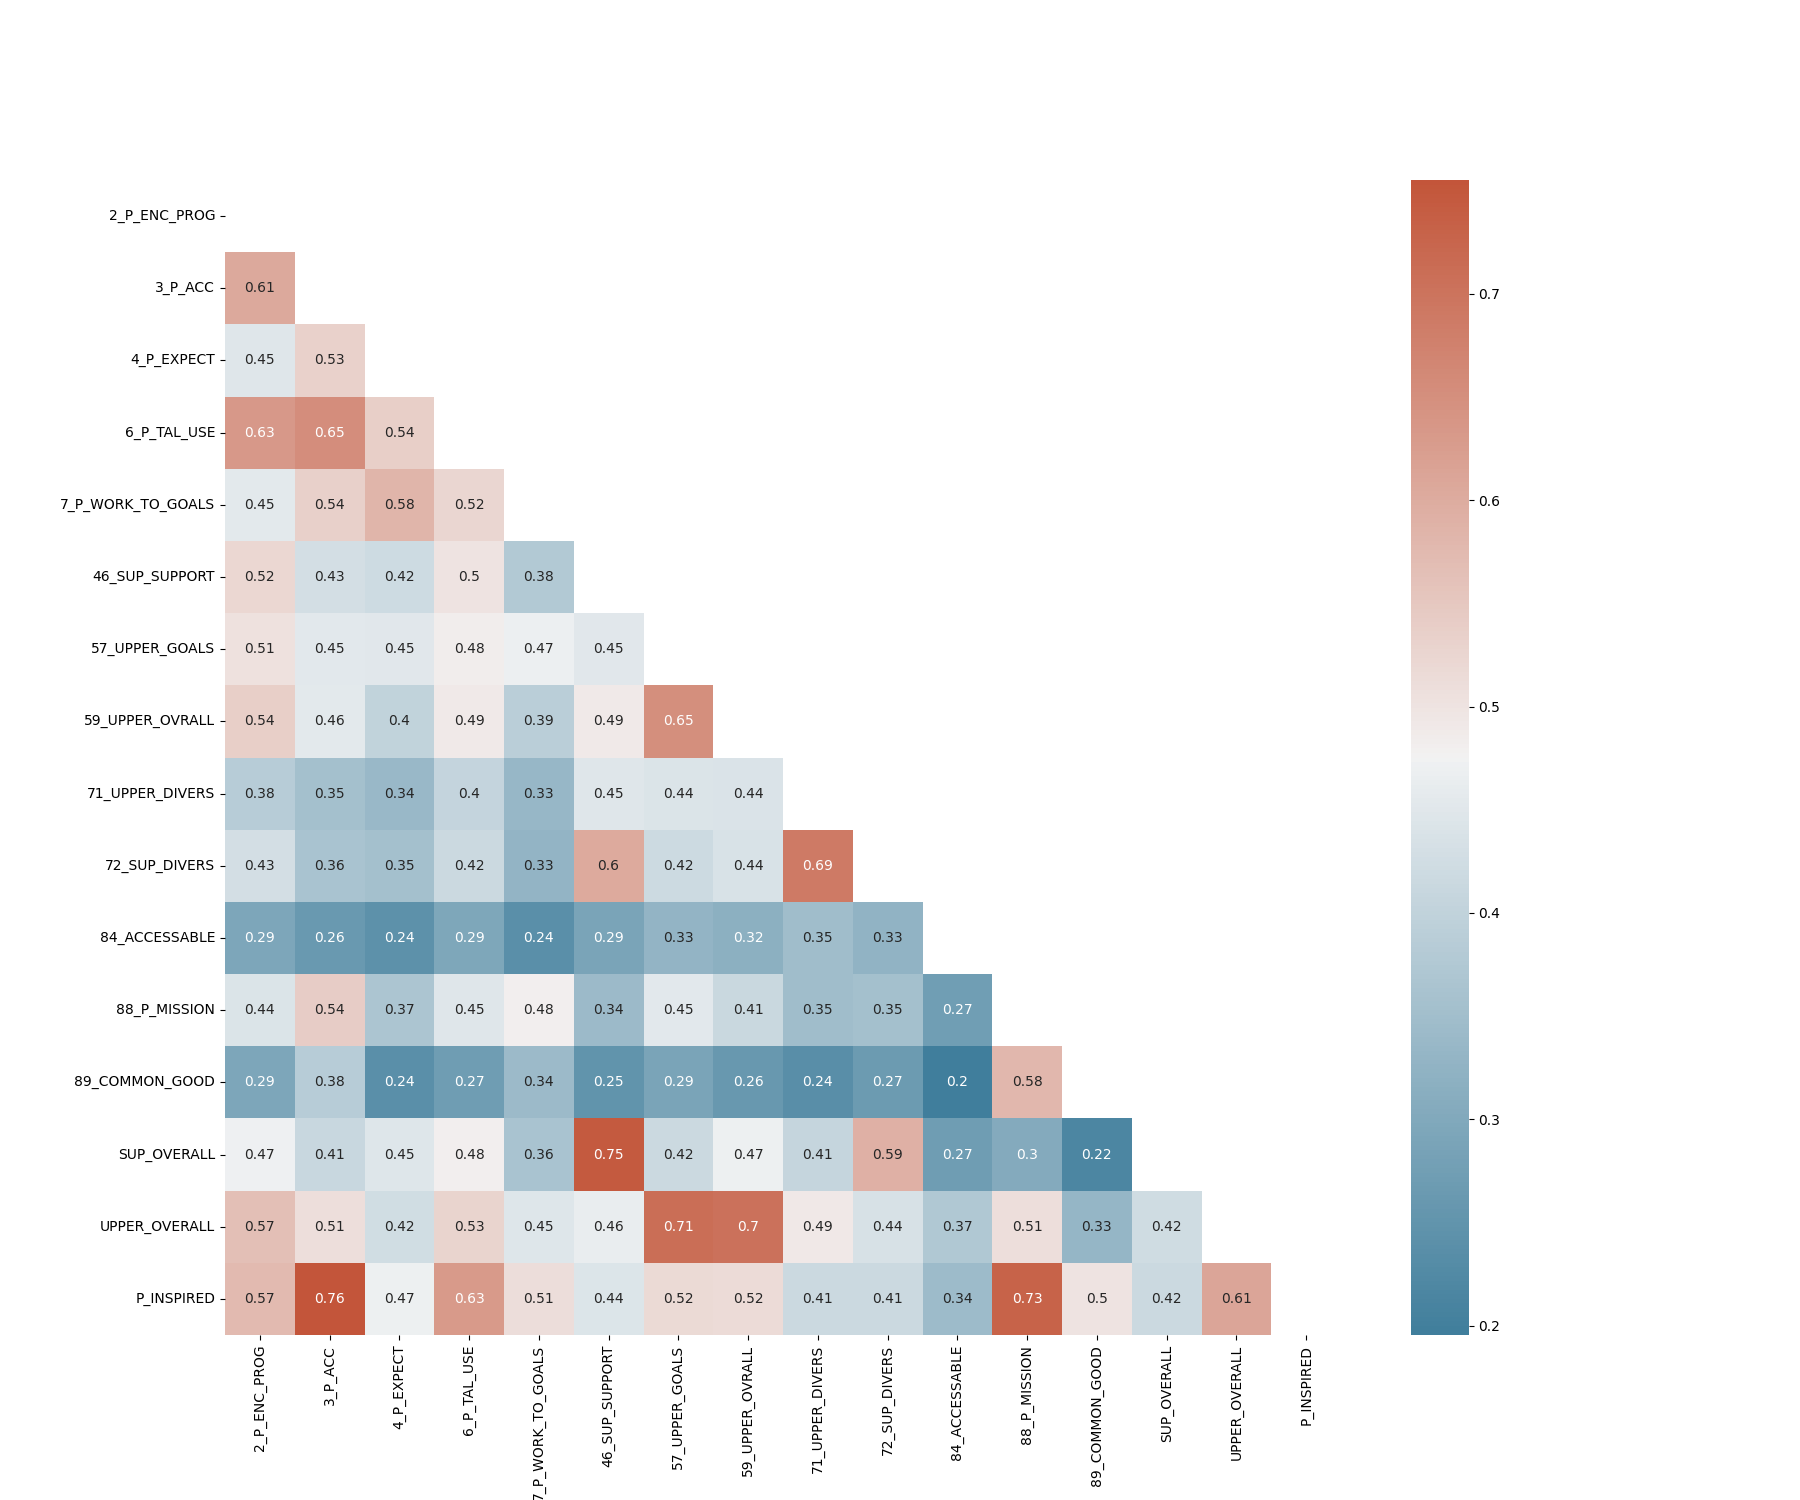 2_P_ENC_PROG
3_P_ACC 0.61 0.7
4_P_EXPECT 0.45 0.53
6_P_TAL_USE 0.63 0.65 0.54
7_P_WORK_TO_GOALS 0.45 0.54 0.58 0.52 0.6
46_SUP_SUPPORT 0.52 0.43 0.42 0.5 0.38
57_UPPER_GOALS 0.51 0.45 0.45 0.48 0.47 0.45
59_UPPER_OVRALL 0.54 0.46 0.4 0.49 0.39 0.49 0.65 0.5
71_UPPER_DIVERS 0.38 0.35 0.34 0.4 0.33 0.45 0.44 0.44
72_SUP_DIVERS 0.43 0.36 0.35 0.42 0.33 0.6 0.42 0.44 0.69
84_ACCESSABLE 0.29 0.26 0.24 0.29 0.24 0.29 0.33 0.32 0.35 0.33 0.4
88_P_MISSION 0.44 0.54 0.37 0.45 0.48 0.34 0.45 0.41 0.35 0.35 0.27
89_COMMON_GOOD 0.29 0.38 0.24 0.27 0.34 0.25 0.29 0.26 0.24 0.27 0.2 0.58
0.3
SUP_OVERALL 0.47 0.41 0.45 0.48 0.36 0.75 0.42 0.47 0.41 0.59 0.27 0.3 0.22
UPPER_OVERALL 0.57 0.51 0.42 0.53 0.45 0.46 0.71 0.7 0.49 0.44 0.37 0.51 0.33 0.42
P_INSPIRED 0.57 0.76 0.47 0.63 0.51 0.44 0.52 0.52 0.41 0.41 0.34 0.73 0.5 0.42 0.61
0.2
2_P_ENC_PROG
3_P_ACC
4_P_EXPECT
6_P_TAL_USE
7_P_WORK_TO_GOALS
46_SUP_SUPPORT
57_UPPER_GOALS
59_UPPER_OVRALL
71_UPPER_DIVERS
72_SUP_DIVERS
84_ACCESSABLE
88_P_MISSION
89_COMMON_GOOD
SUP_OVERALL
UPPER_OVERALL
P_INSPIRED